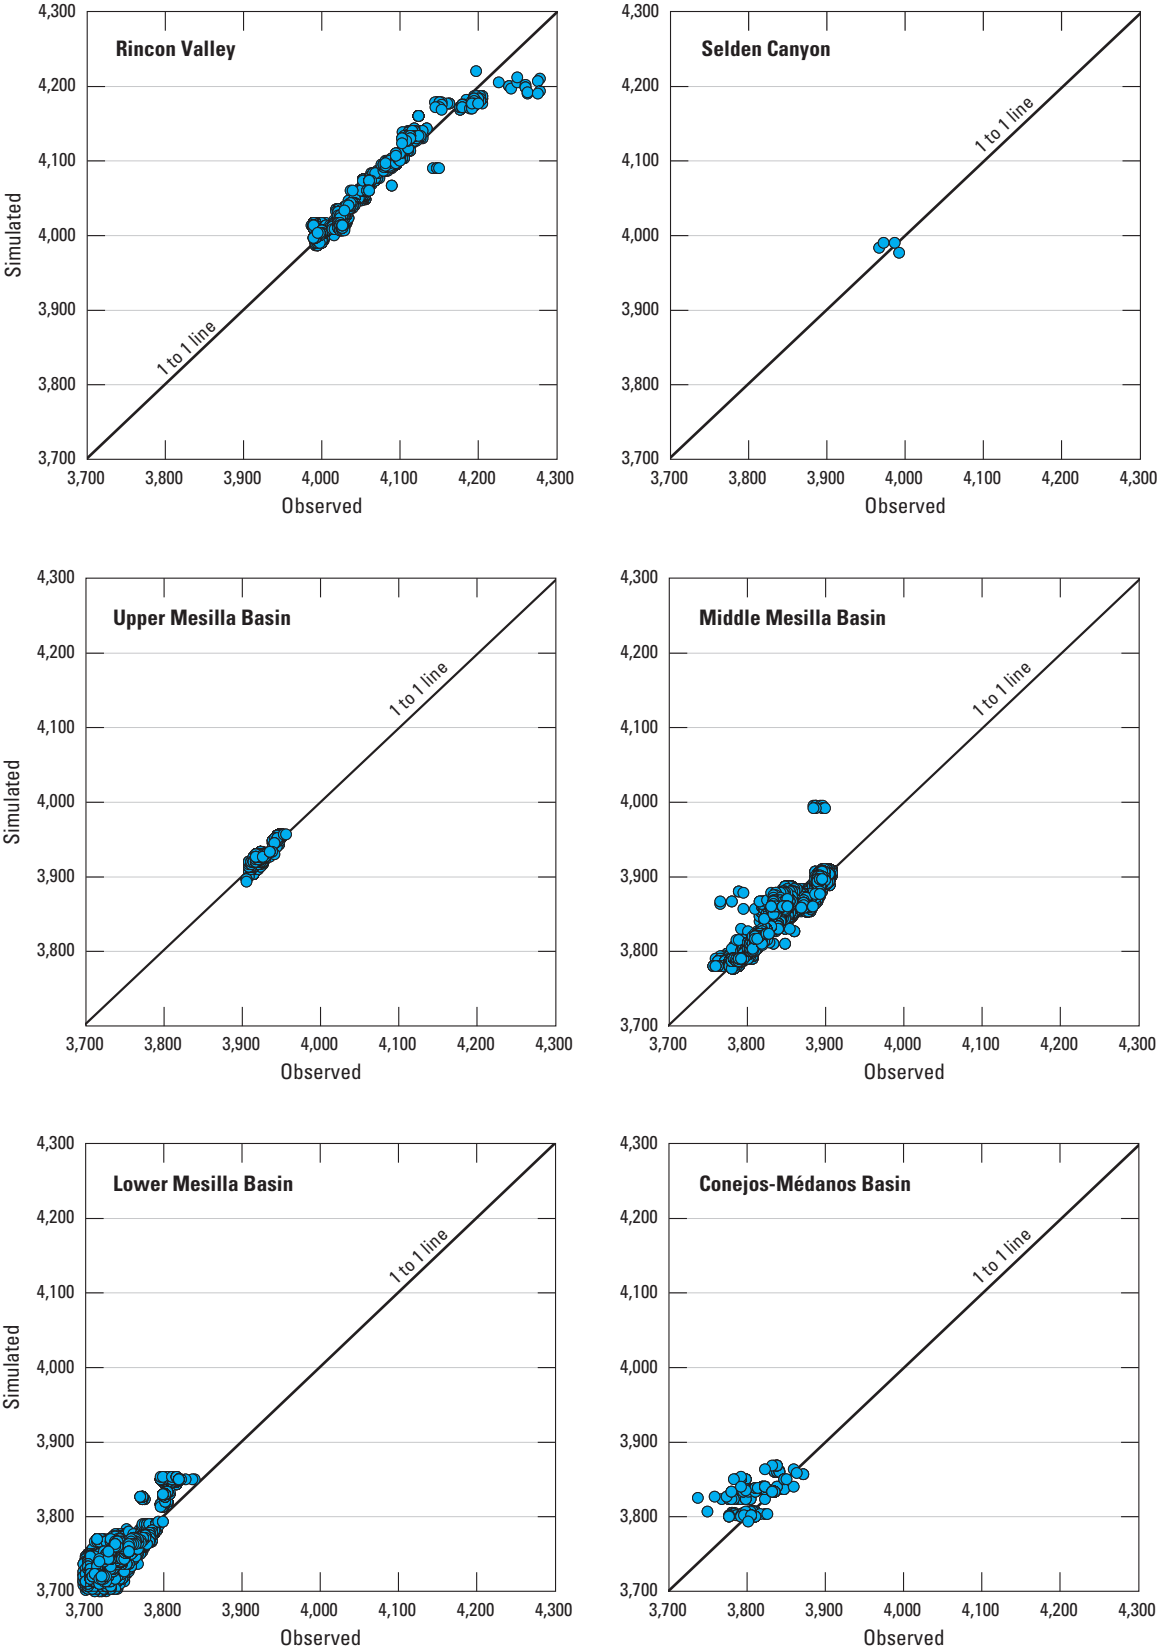 4,300
Rincon Valley
4,200
4,100
4,000
3,900
3,800
3,700
Simulated
1 to 1 line
3,700 3,800 3,900 4,000 4,100 4,200 4,300
Observed
4,300
Selden Canyon
4,200
4,100
4,000
3,900
3,800
3,700
1 to 1 line
3,700 3,800 3,900 4,000 4,100 4,200 4,300
Observed
4,300
Upper Mesilla Basin
4,200
4,100
4,000
3,900
3,800
Simulated
1 to 1 line
3,700 3,800 3,900 4,000 4,100 4,200 4,300
Observed
4,300
Middle Mesilla Basin
4,200
4,100
4,000
3,900
3,800
3,700
1 to 1 line
3,700 3,800 3,900 4,000 4,100 4,200 4,300
Observed
4,300
Lower Mesilla Basin
4,200
4,100
4,000
3,900
3,800
3,700
Simulated
1 to 1 line
3,700 3,800 3,900 4,000 4,100 4,200 4,300
Observed
4,300
Conejos-Médanos Basin
4,200
4,100
4,000
3,900
3,800
3,700
1 to 1 line
3,700 3,800 3,900 4,000 4,100 4,200 4,300
Observed